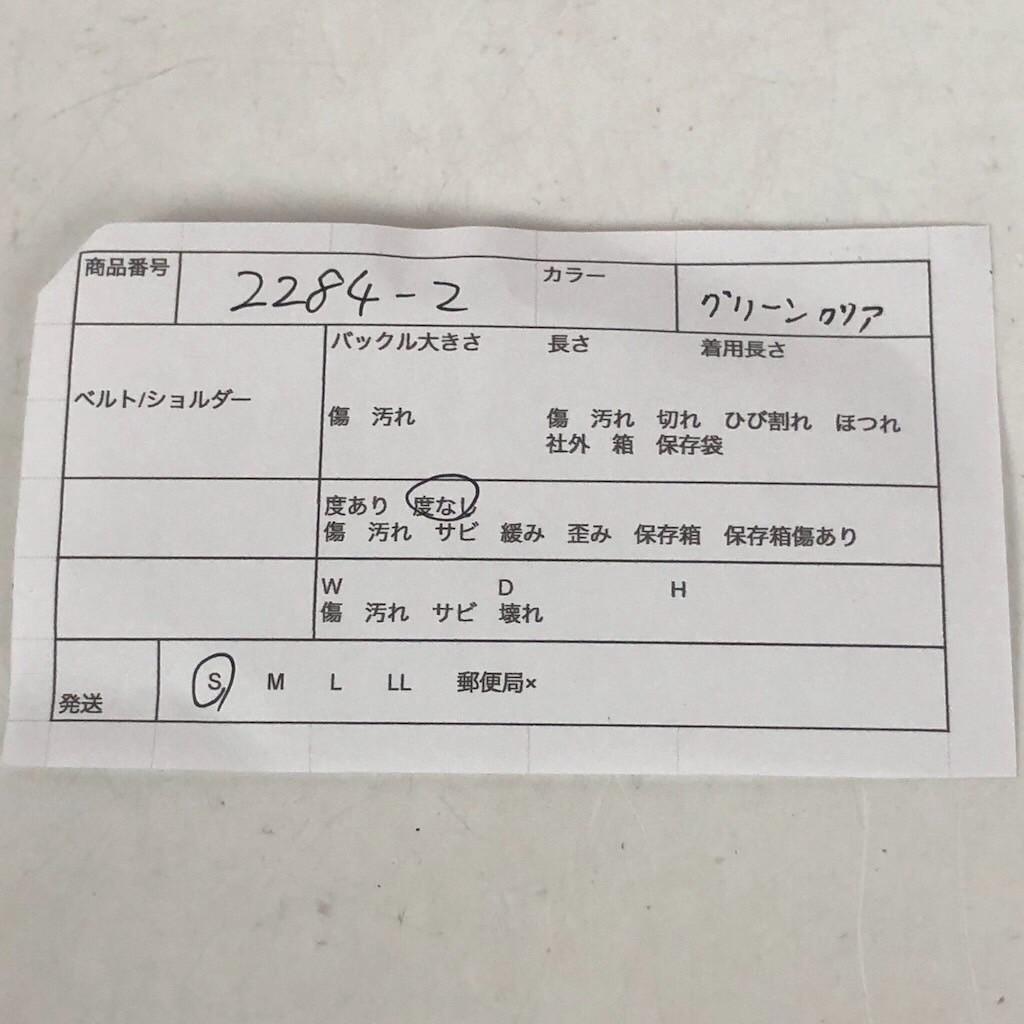 商品番号 2284-2 カラー グリーンクリア
バックル大きさ 長さ 着用長さ
ベルト/ショルダー
傷 汚れ 傷 汚れ 切れ ひび割れ ほつれ
社外 箱 保存袋
度あり 度なし
傷 汚れ サビ 緩み 歪み 保存箱 保存箱傷あり
W D H
傷 汚れ サビ 壊れ
発送 S M L LL 郵便局×